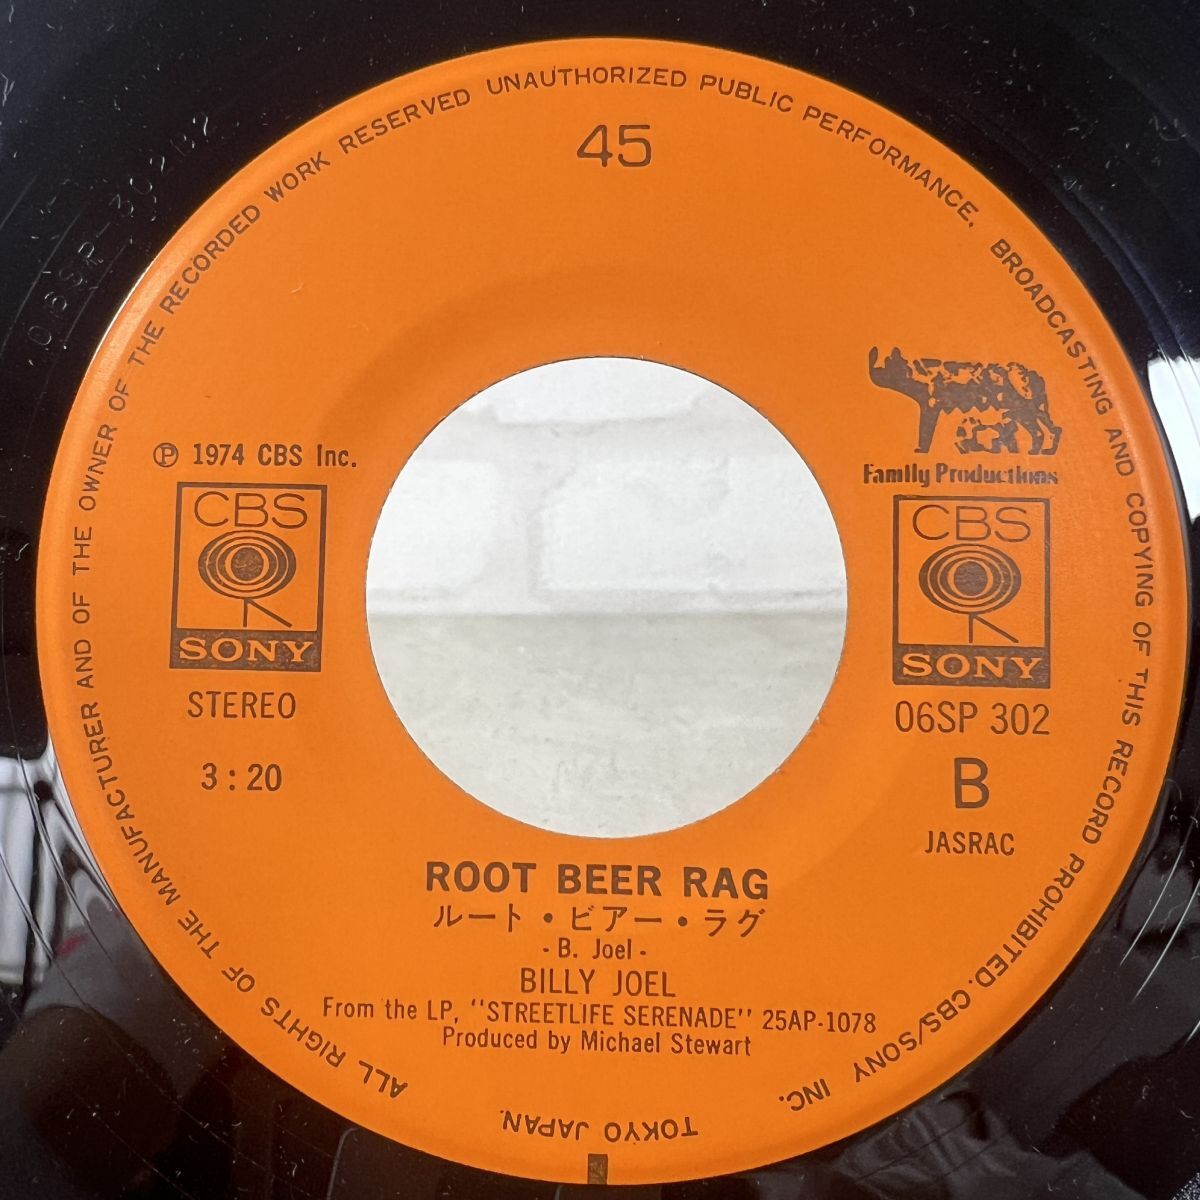 ALL RIGHTS OF THE MANUFACTURER AND OF THE OWNER OF THE RECORDED WORK RESERVED UNAUTHORIZED PUBLIC PERFORMANCE, BROADCASTING AND COPYING OF THIS RECORD PROHIBITED. CBS/SONY INC.
TOKYO JAPAN.
45
℗ 1974 CBS Inc.
CBS
SONY
STEREO
3:20
Family Productions
CBS
SONY
06SP 302
B
JASRAC
ROOT BEER RAG
ルート・ビアー・ラグ
- B. Joel -
BILLY JOEL
From the LP, "STREETLIFE SERENADE" 25AP-1078
Produced by Michael Stewart